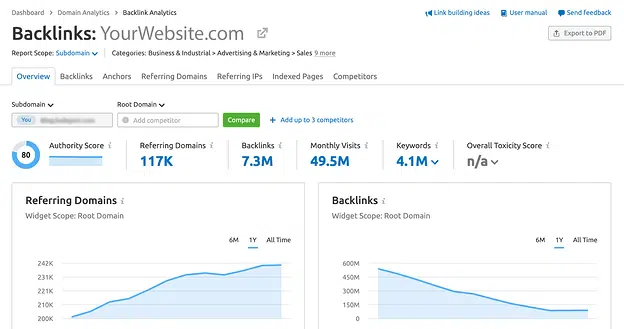 Dashboard > Domain Analytics > Backlink Analytics
Link building ideas User manual Send feedback
Backlinks: YourWebsite.com
Export to PDF
Report Scope: Subdomain Categories: Business & Industrial > Advertising & Marketing > Sales 9 more
Overview Backlinks Anchors Referring Domains Referring IPs Indexed Pages Competitors
Subdomain Root Domain
You Add competitor Compare + Add up to 3 competitors
80 Authority Score i Referring Domains i Backlinks i Monthly Visits i Keywords i Overall Toxicity Score i
117K 7.3M 49.5M 4.1M n/a
Referring Domains i
Widget Scope: Root Domain
6M 1Y All Time
242K
231K
221K
210K
200K
Backlinks i
Widget Scope: Root Domain
6M 1Y All Time
600M
450M
300M
150M
0